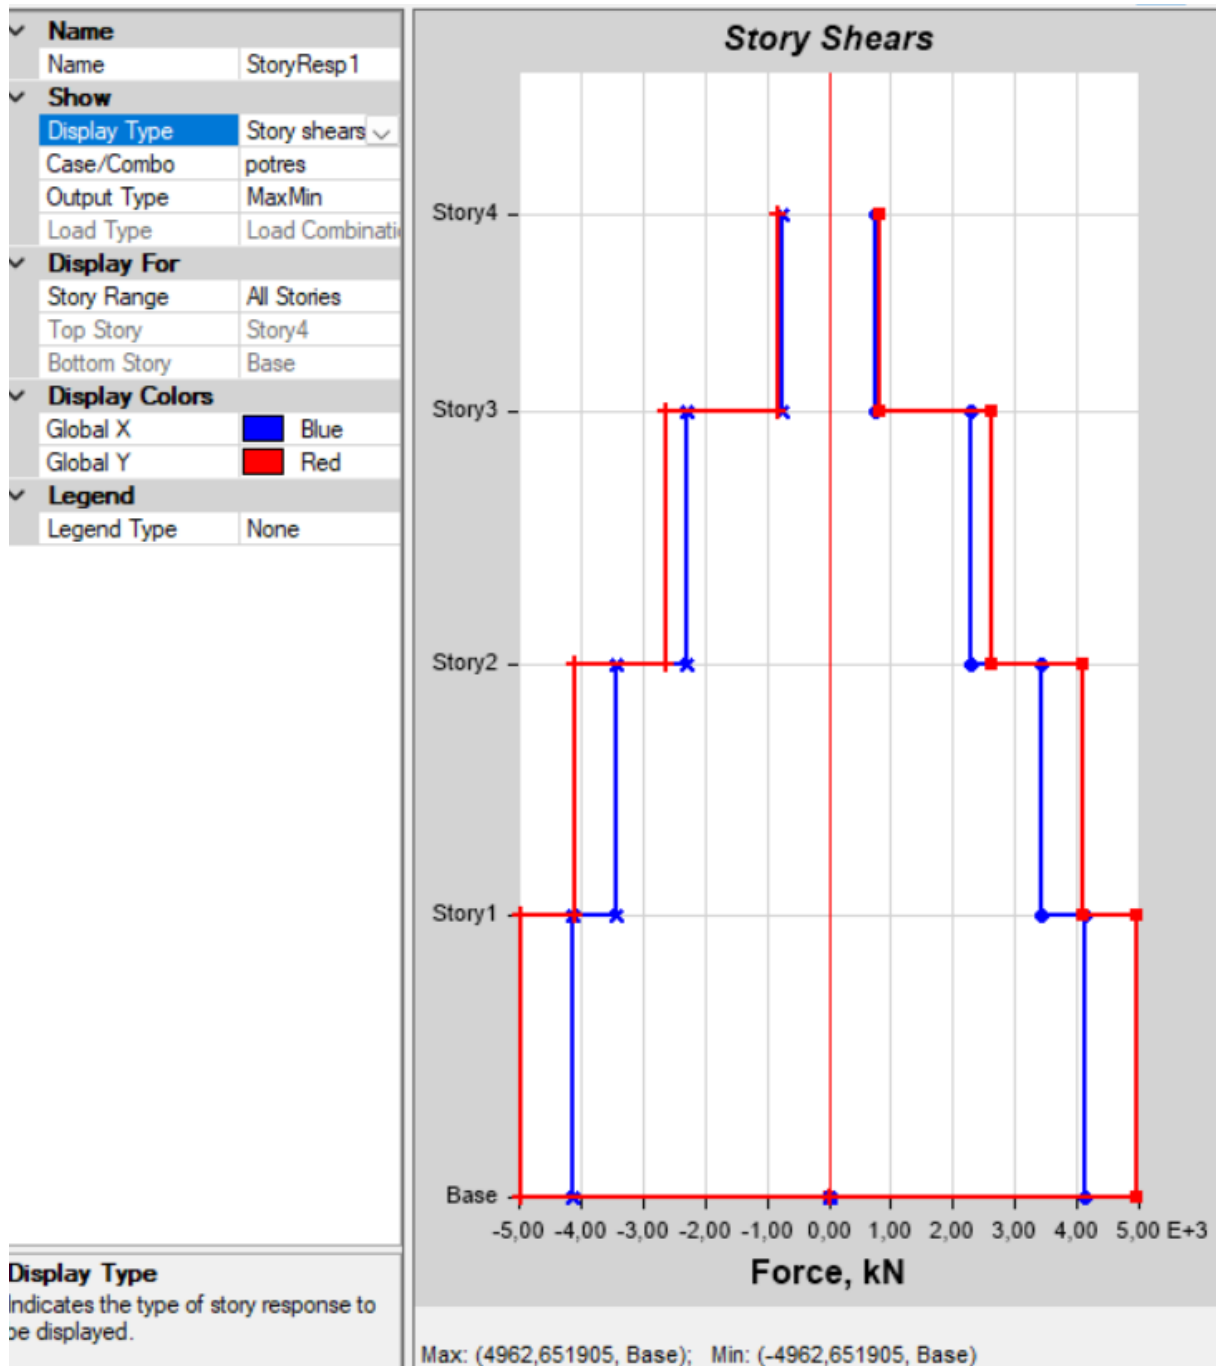 Name
Name StoryResp1
Show
Display Type Story shears
Case/Combo potres
Output Type MaxMin
Load Type Load Combinati
Display For
Story Range All Stories
Top Story Story4
Bottom Story Base
Display Colors
Global X Blue
Global Y Red
Legend
Legend Type None
Display Type
Indicates the type of story response to
be displayed.
Story Shears
Story4
Story3
Story2
Story1
Base
-5,00 -4,00 -3,00 -2,00 -1,00 0,00 1,00 2,00 3,00 4,00 5,00 E+3
Force, kN
Max: (4962,651905, Base); Min: (-4962,651905, Base)